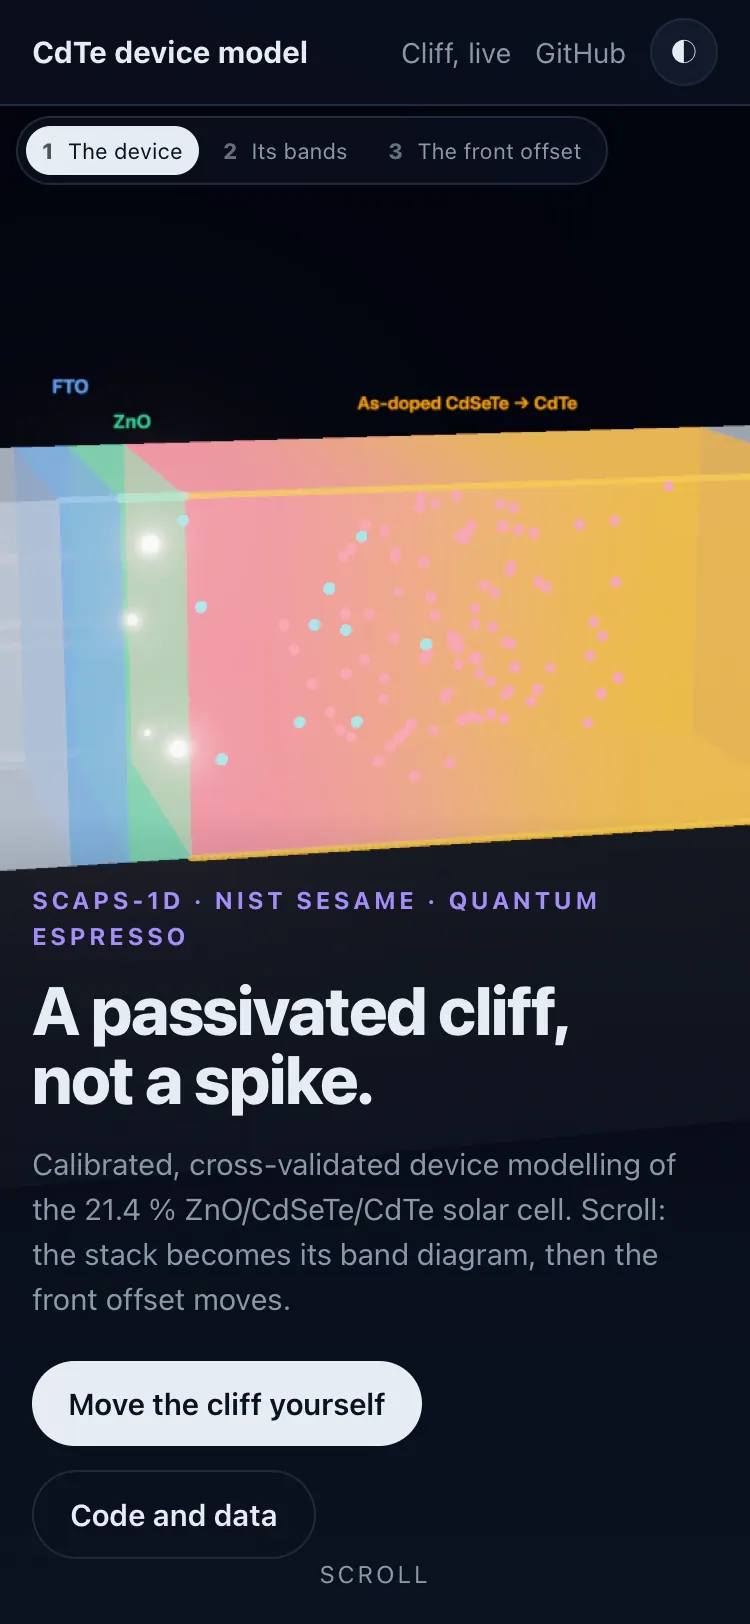 CdTe device model Cliff, live GitHub
1 The device 2 Its bands 3 The front offset
FTO
As-doped CdSeTe → CdTe
ZnO
SCAPS-1D · NIST SESAME · QUANTUM
ESPRESSO
A passivated cliff,
not a spike.
Calibrated, cross-validated device modelling of
the 21.4 % ZnO/CdSeTe/CdTe solar cell. Scroll:
the stack becomes its band diagram, then the
front offset moves.
Move the cliff yourself
Code and data
SCROLL